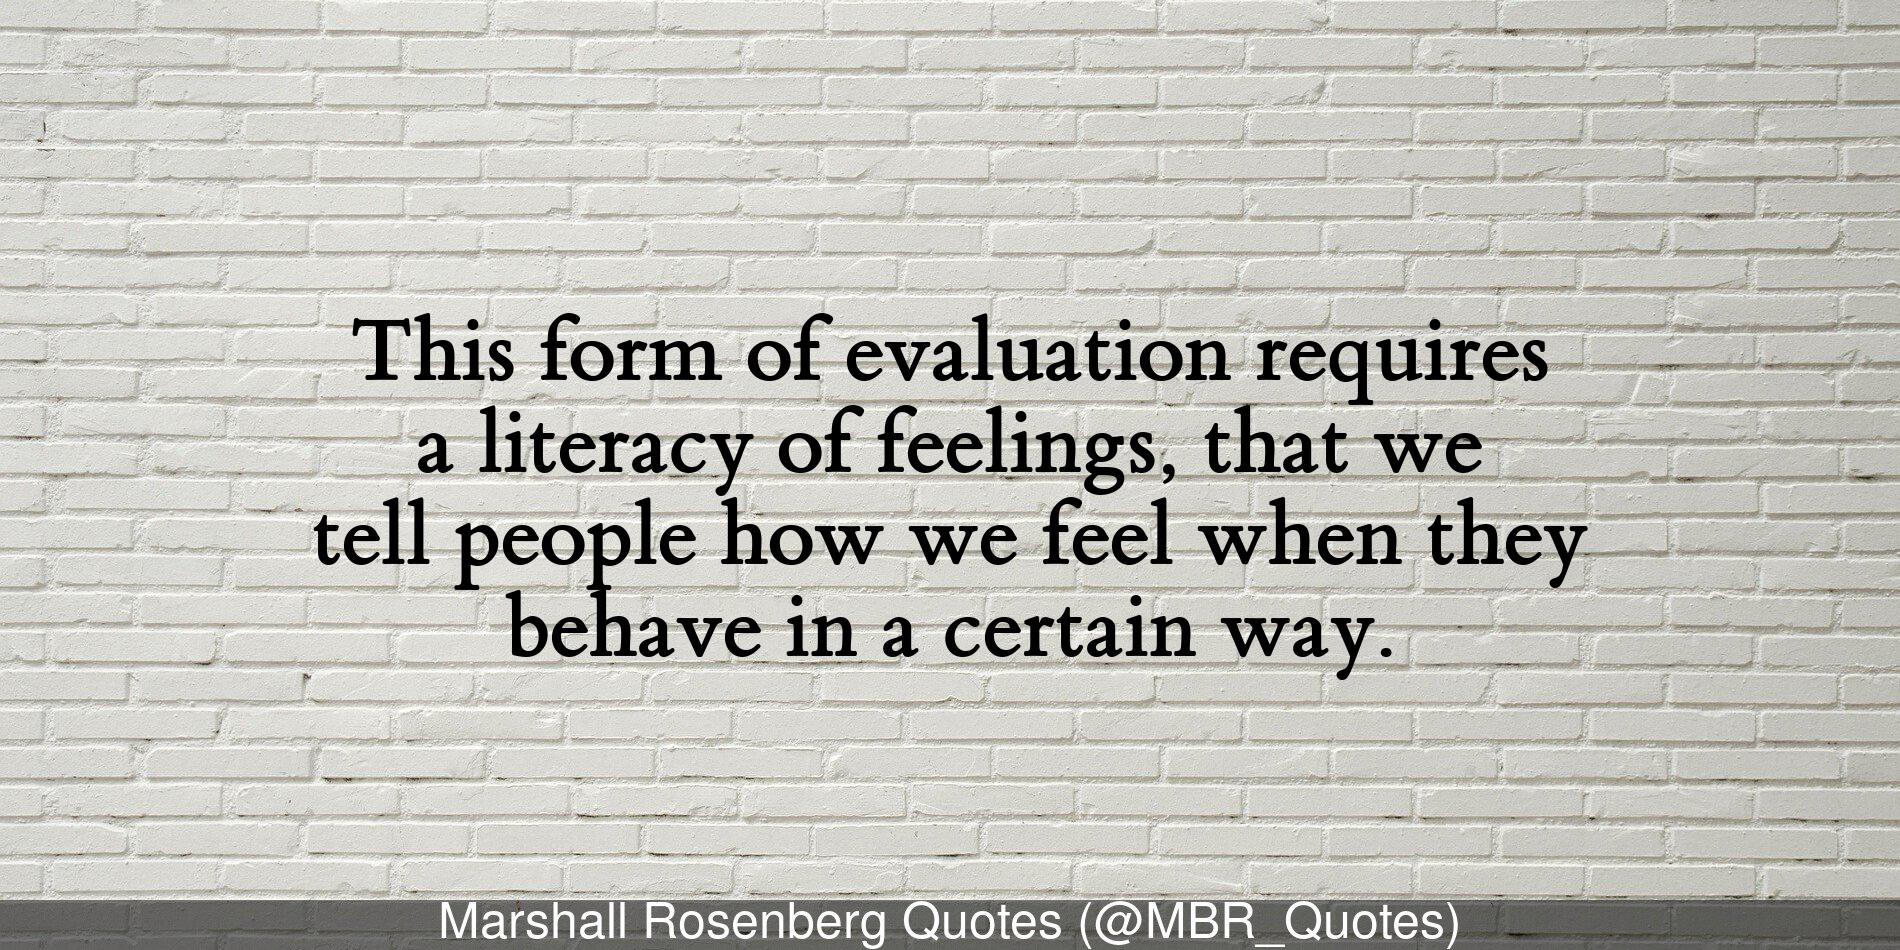 This form of evaluation requires
a literacy of feelings, that we
tell people how we feel when they
behave in a certain way.
Marshall Rosenberg Quotes (@MBR_Quotes)